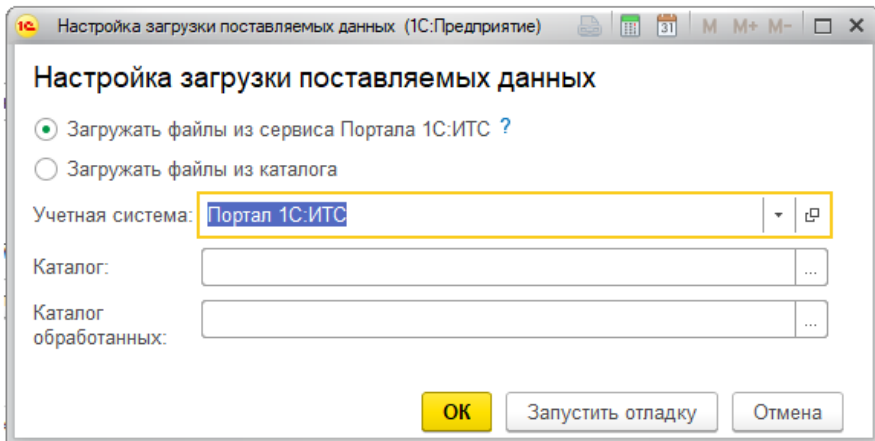 1С Настройка загрузки поставляемых данных (1С:Предприятие) 31 M M+ M-
Настройка загрузки поставляемых данных
Загружать файлы из сервиса Портала 1С:ИТС ?
Загружать файлы из каталога
Учетная система: Портал 1С:ИТС
Каталог: ...
Каталог
обработанных: ...
ОК Запустить отладку Отмена